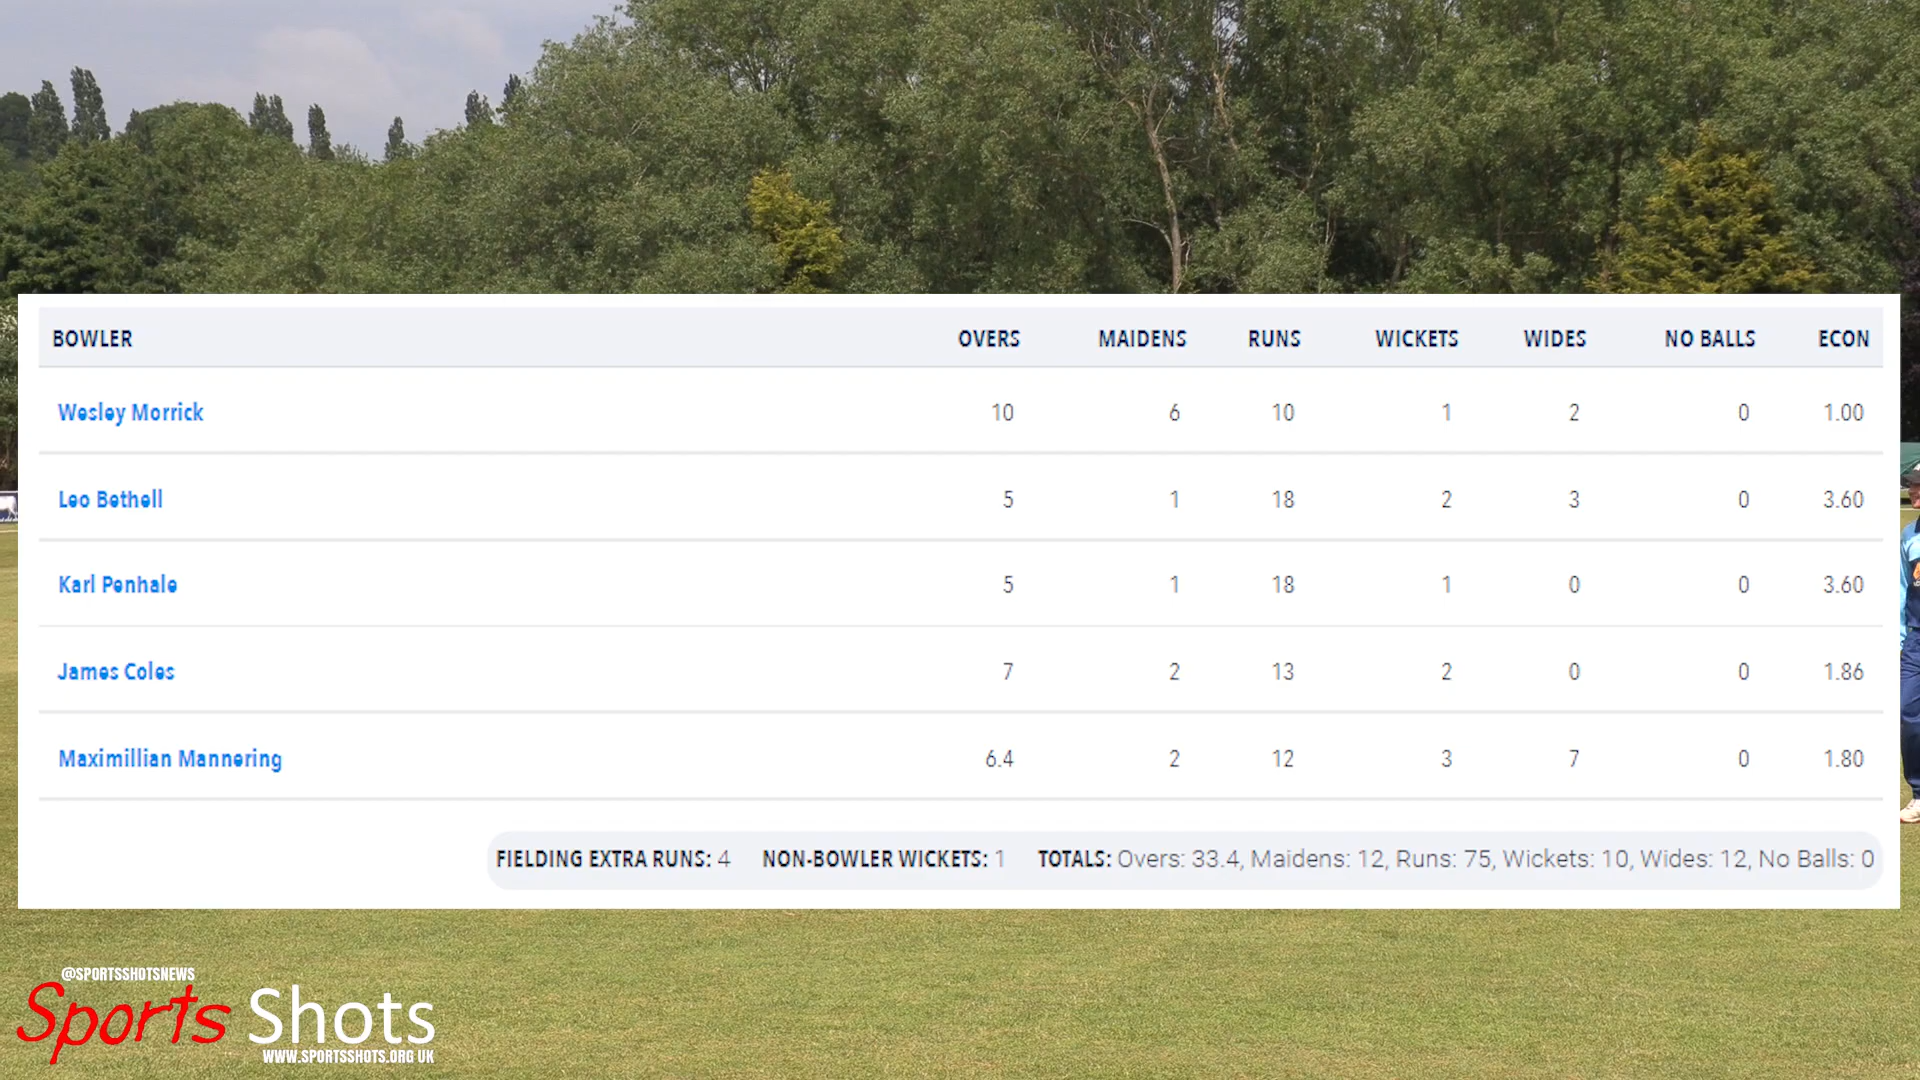 BOWLER OVERS MAIDENS RUNS WICKETS WIDES NO BALLS ECON
Wesley Morrick 10 6 10 1 2 0 1.00
Leo Bethell 5 1 18 2 3 0 3.60
Karl Penhale 5 1 18 1 0 0 3.60
James Coles 7 2 13 2 0 0 1.86
Maximillian Mannering 6.4 2 12 3 7 0 1.80
FIELDING EXTRA RUNS: 4 NON-BOWLER WICKETS: 1 TOTALS: Overs: 33.4, Maidens: 12, Runs: 75, Wickets: 10, Wides: 12, No Balls: 0
@SPORTSSHOTSNEWS
Sports Shots
WWW.SPORTSSHOTS.ORG UK